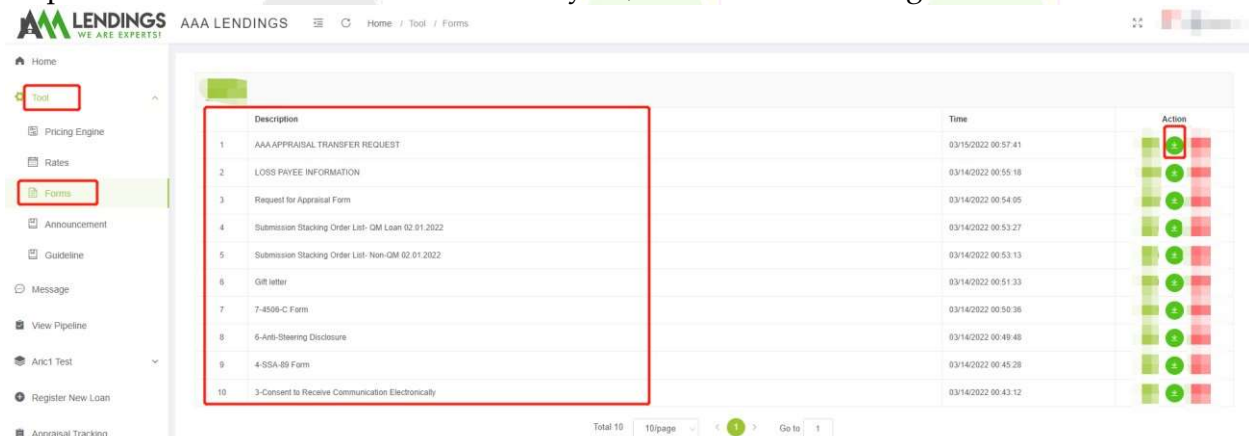 AAA LENDINGS
WE ARE EXPERTS!
AAA LENDINGS Home / Tool / Forms
Home
Tool
Pricing Engine
Rates
Forms
Announcement
Guideline
Message
View Pipeline
Aric1 Test
Register New Loan
Appraisal Tracking
Description Time Action
1 AAA APPRAISAL TRANSFER REQUEST 03/15/2022 00:57:41
2 LOSS PAYEE INFORMATION 03/14/2022 00:55:18
3 Request for Appraisal Form 03/14/2022 00:54:05
4 Submission Stacking Order List- QM Loan 02.01.2022 03/14/2022 00:53:27
5 Submission Stacking Order List- Non-QM 02.01.2022 03/14/2022 00:53:13
6 Gift letter 03/14/2022 00:51:33
7 7-4506-C Form 03/14/2022 00:50:36
8 6-Anti-Steering Disclosure 03/14/2022 00:49:48
9 4-SSA-89 Form 03/14/2022 00:45:28
10 3-Consent to Receive Communication Electronically 03/14/2022 00:43:12
Total 10 10/page < 1 > Go to 1